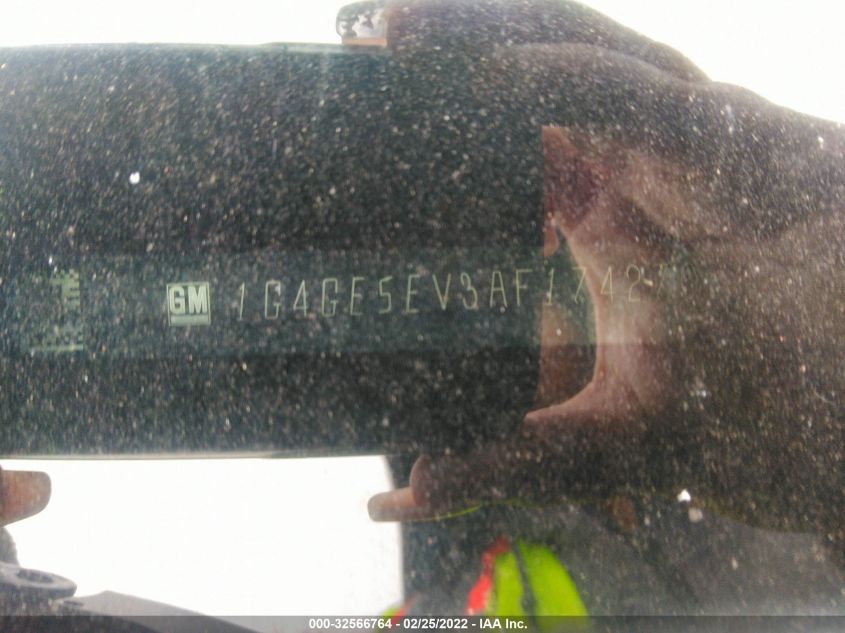 GM 1G4GE5EV3AF1742
000-32566764 - 02/25/2022 - IAA Inc.